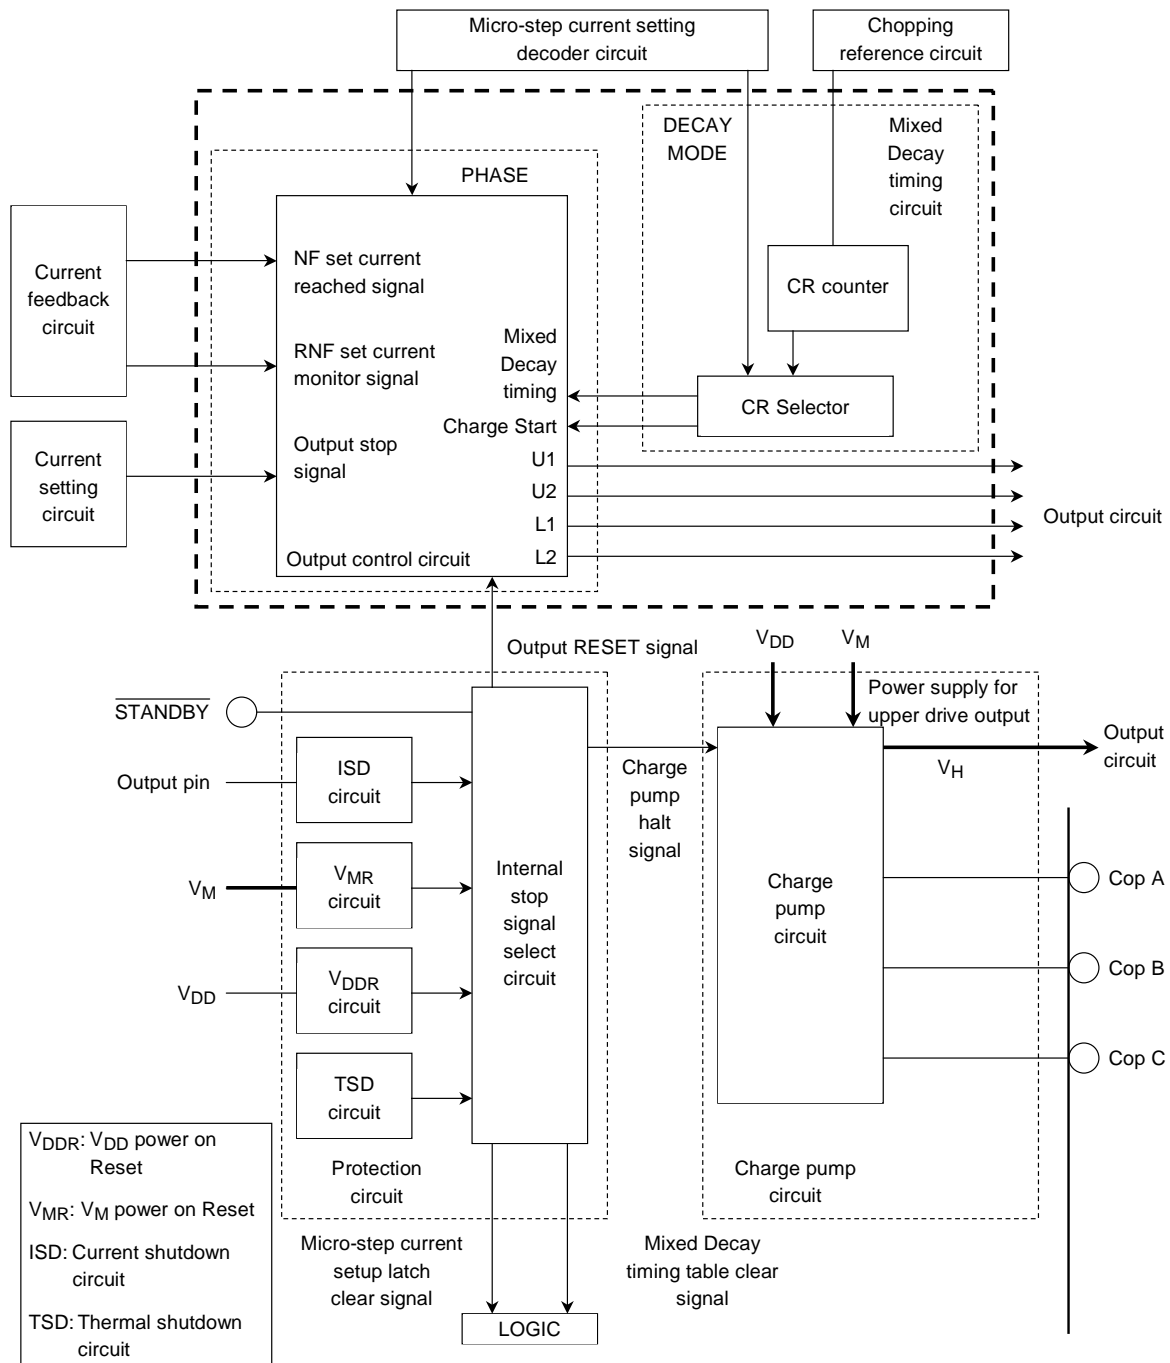 Micro-step current setting
decoder circuit
Chopping
reference circuit
DECAY
MODE
Mixed
Decay
timing
circuit
PHASE
Current
feedback
circuit
NF set current
reached signal
CR counter
RNF set current
monitor signal
Mixed
Decay
timing
CR Selector
Charge Start
Current
setting
circuit
Output stop
signal
U1
U2
L1
L2
Output circuit
Output control circuit
Output RESET signal
VDD
VM
STANDBY
Power supply for
upper drive output
Output pin
ISD
circuit
Charge
pump
halt
signal
VH
Output
circuit
VM
VMR
circuit
Internal
stop
signal
select
circuit
Charge
pump
circuit
Cop A
VDD
VDDR
circuit
Cop B
TSD
circuit
Cop C
VDDR: VDD power on
Reset
VMR: VM power on Reset
ISD: Current shutdown
circuit
TSD: Thermal shutdown
circuit
Protection
circuit
Charge pump
circuit
Micro-step current
setup latch
clear signal
Mixed Decay
timing table clear
signal
LOGIC